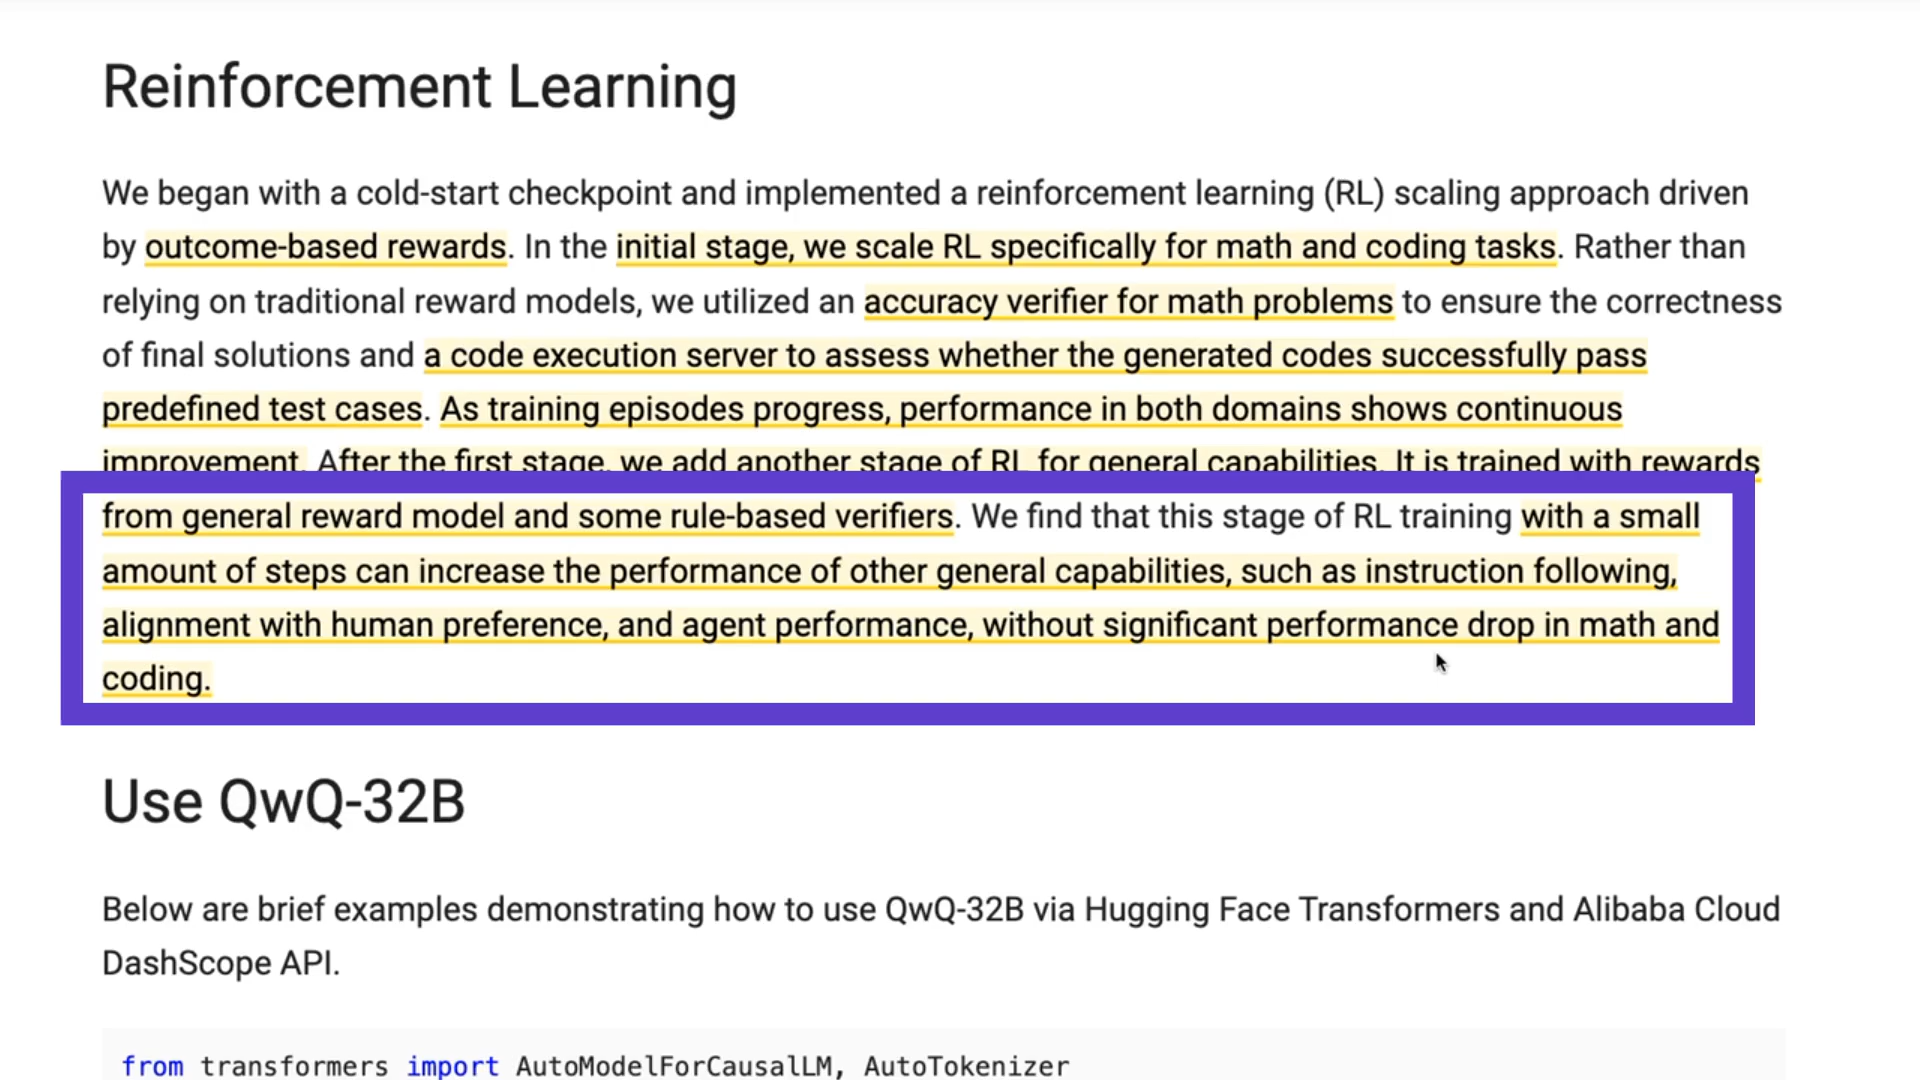 Reinforcement Learning
We began with a cold-start checkpoint and implemented a reinforcement learning (RL) scaling approach driven
by outcome-based rewards. In the initial stage, we scale RL specifically for math and coding tasks. Rather than
relying on traditional reward models, we utilized an accuracy verifier for math problems to ensure the correctness
of final solutions and a code execution server to assess whether the generated codes successfully pass
predefined test cases. As training episodes progress, performance in both domains shows continuous
improvement. After the first stage, we add another stage of RL for general capabilities. It is trained with rewards
from general reward model and some rule-based verifiers. We find that this stage of RL training with a small
amount of steps can increase the performance of other general capabilities, such as instruction following,
alignment with human preference, and agent performance, without significant performance drop in math and
coding.
Use QwQ-32B
Below are brief examples demonstrating how to use QwQ-32B via Hugging Face Transformers and Alibaba Cloud
DashScope API.
from transformers import AutoModelForCausalLM, AutoTokenizer